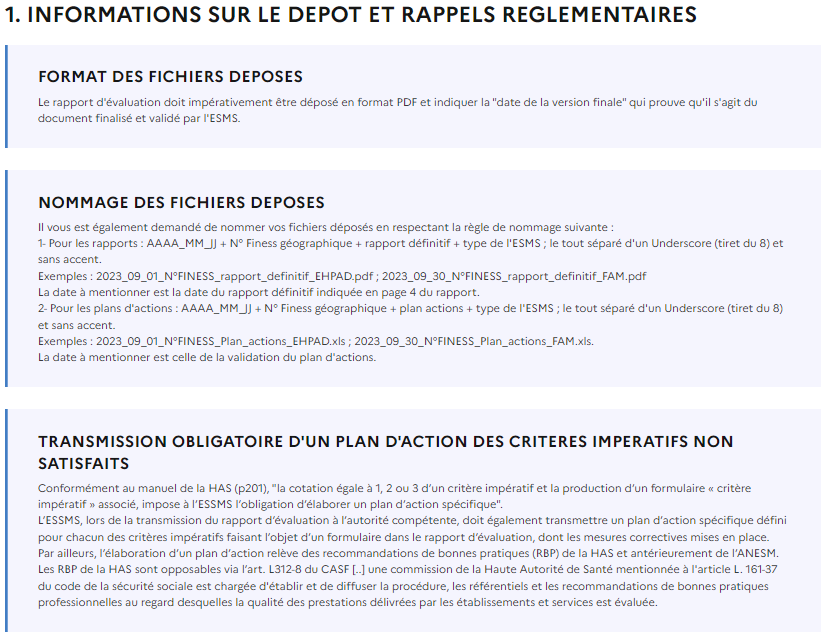 1. INFORMATIONS SUR LE DEPOT ET RAPPELS REGLEMENTAIRES
FORMAT DES FICHIERS DEPOSES
Le rapport d'évaluation doit impérativement être déposé en format PDF et indiquer la "date de la version finale" qui prouve qu'il s'agit du
document finalisé et validé par l'ESMS.
NOMMAGE DES FICHIERS DEPOSES
Il vous est également demandé de nommer vos fichiers déposés en respectant la règle de nommage suivante :
1- Pour les rapports : AAAA_MM_JJ + N° Finess géographique + rapport définitif + type de l'ESMS ; le tout séparé d'un Underscore (tiret du 8) et
sans accent.
Exemples : 2023_09_01_N°FINESS_rapport_definitif_EHPAD.pdf ; 2023_09_30_N°FINESS_rapport_definitif_FAM.pdf
La date à mentionner est la date du rapport définitif indiquée en page 4 du rapport.
2- Pour les plans d'actions : AAAA_MM_JJ + N° Finess géographique + plan actions + type de l'ESMS ; le tout séparé d'un Underscore (tiret du 8)
et sans accent.
Exemples : 2023_09_01_N°FINESS_Plan_actions_EHPAD.xls ; 2023_09_30_N°FINESS_Plan_actions_FAM.xls.
La date à mentionner est celle de la validation du plan d'actions.
TRANSMISSION OBLIGATOIRE D'UN PLAN D'ACTION DES CRITERES IMPERATIFS NON
SATISFAITS
Conformément au manuel de la HAS (p201), "la cotation égale à 1, 2 ou 3 d'un critère impératif et la production d'un formulaire « critère
impératif » associé, impose à l'ESSMS l'obligation d'élaborer un plan d'action spécifique".
L'ESSMS, lors de la transmission du rapport d'évaluation à l'autorité compétente, doit également transmettre un plan d'action spécifique défini
pour chacun des critères impératifs faisant l'objet d'un formulaire dans le rapport d'évaluation, dont les mesures correctives mises en place.
Par ailleurs, l'élaboration d'un plan d'action relève des recommandations de bonnes pratiques (RBP) de la HAS et antérieurement de l'ANESM.
Les RBP de la HAS sont opposables via l'art. L312-8 du CASF [..] une commission de la Haute Autorité de Santé mentionnée à l'article L. 161-37
du code de la sécurité sociale est chargée d'établir et de diffuser la procédure, les référentiels et les recommandations de bonnes pratiques
professionnelles au regard desquelles la qualité des prestations délivrées par les établissements et services est évaluée.